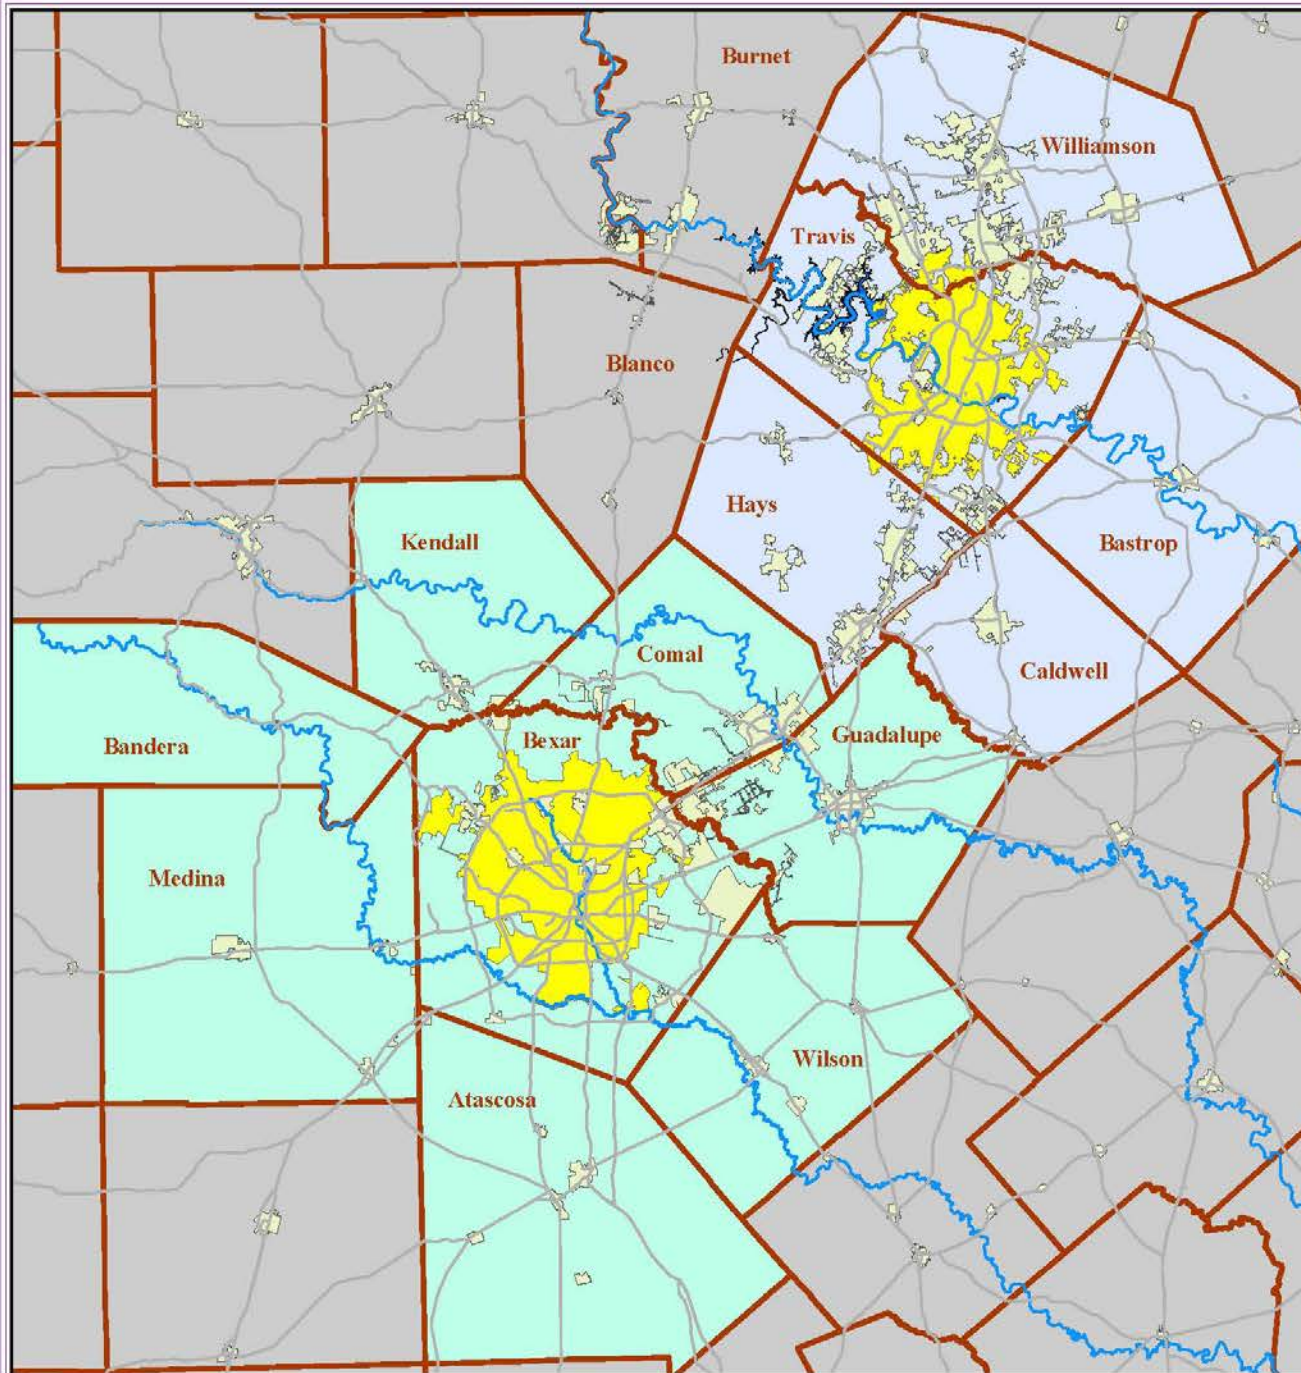 Burnet
Williamson
Travis
Blanco
Hays
Kendall
Bastrop
Comal
Caldwell
Bandera
Bexar
Guadalupe
Medina
Wilson
Atascosa